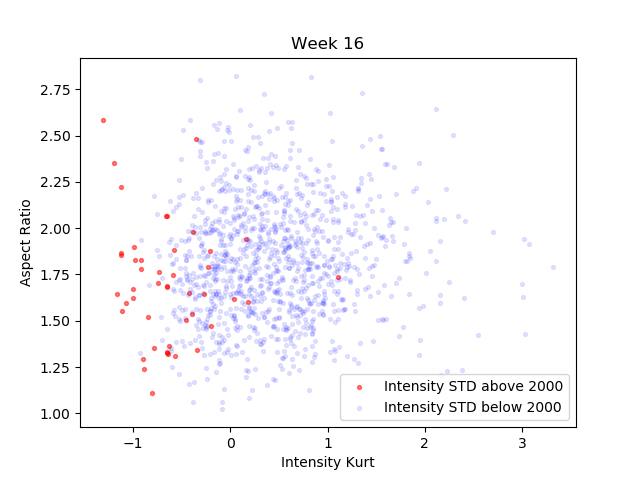 Week 16
2.75
2.50
2.25
2.00
1.75
1.50
1.25
1.00
Aspect Ratio
−1
0
1
2
3
Intensity Kurt
Intensity STD above 2000
Intensity STD below 2000